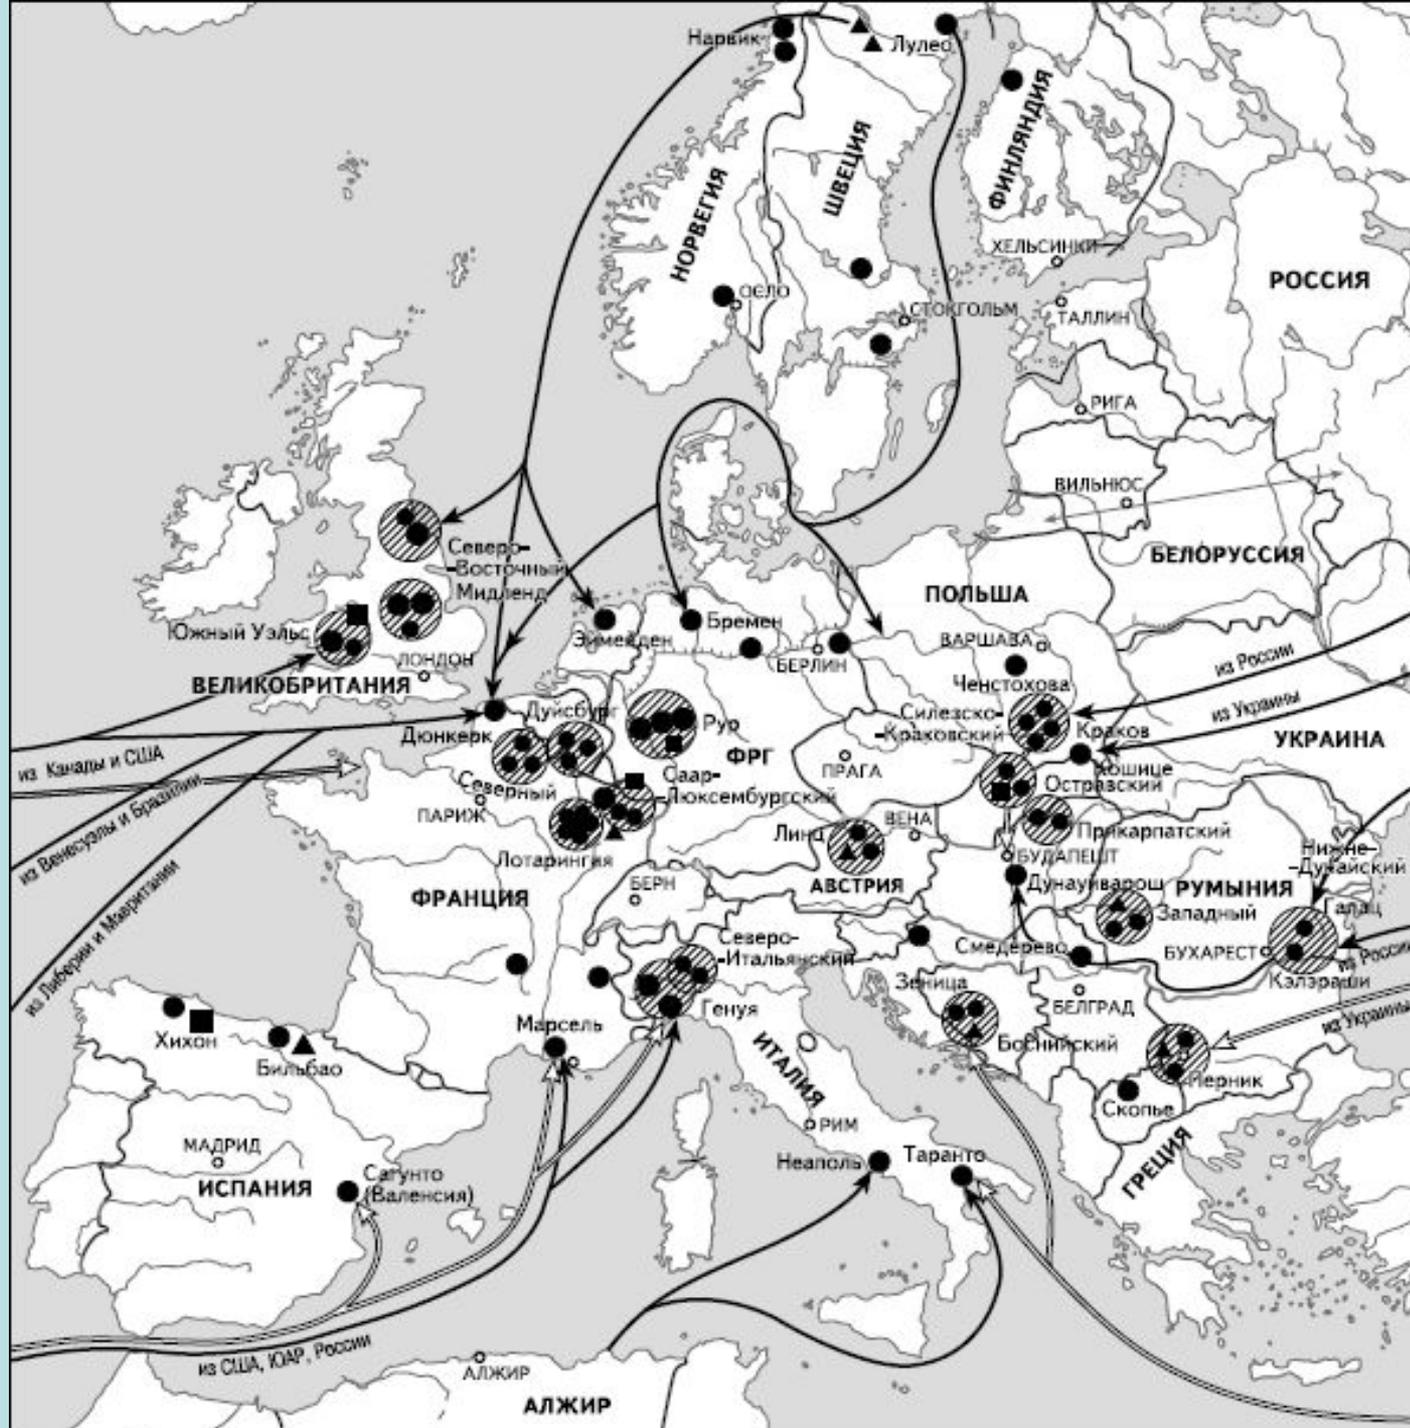 Нарвик
Лулео
НОРВЕГИЯ
ШВЕЦИЯ
ФИНЛЯНДИЯ
ХЕЛЬСИНКИ
ОСЛО
СТОКГОЛЬМ
ТАЛЛИН
РОССИЯ
РИГА
ВИЛЬНЮС
БЕЛОРУССИЯ
Северо-
-Восточный
Мидленд
Южный Уэльс
ЛОНДОН
ВЕЛИКОБРИТАНИЯ
Эймейден
Бремен
БЕРЛИН
ПОЛЬША
ВАРШАВА
Ченстохова
из России
из Украины
Силезско-
-Краковский
Краков
УКРАИНА
Дуйсбург
Дюнкерк
Рур
ФРГ
ПРАГА
Кошице
Остравский
из Канады и США
Северный
Саар-
-Люксембургский
ПАРИЖ
Лотарингия
Линц
ВЕНА
Прикарпатский
из Венесуэлы и Бразилии
БУДАПЕШТ
Нижне-
-Дунайский
БЕРН
АВСТРИЯ
Дунауйварош
РУМЫНИЯ
ФРАНЦИЯ
Западный
Галац
из Либерии и Мавритании
Северо-
-Итальянский
Смедерево
БУХАРЕСТ
из России
Зеница
Кэлэраши
БЕЛГРАД
Генуя
Марсель
из Украины
Хихон
Бильбао
ИТАЛИЯ
Боснийский
Перник
Скопье
РИМ
МАДРИД
Неаполь
Таранто
ГРЕЦИЯ
ИСПАНИЯ
Сагунто
(Валенсия)
из США, ЮАР, России
АЛЖИР
АЛЖИР